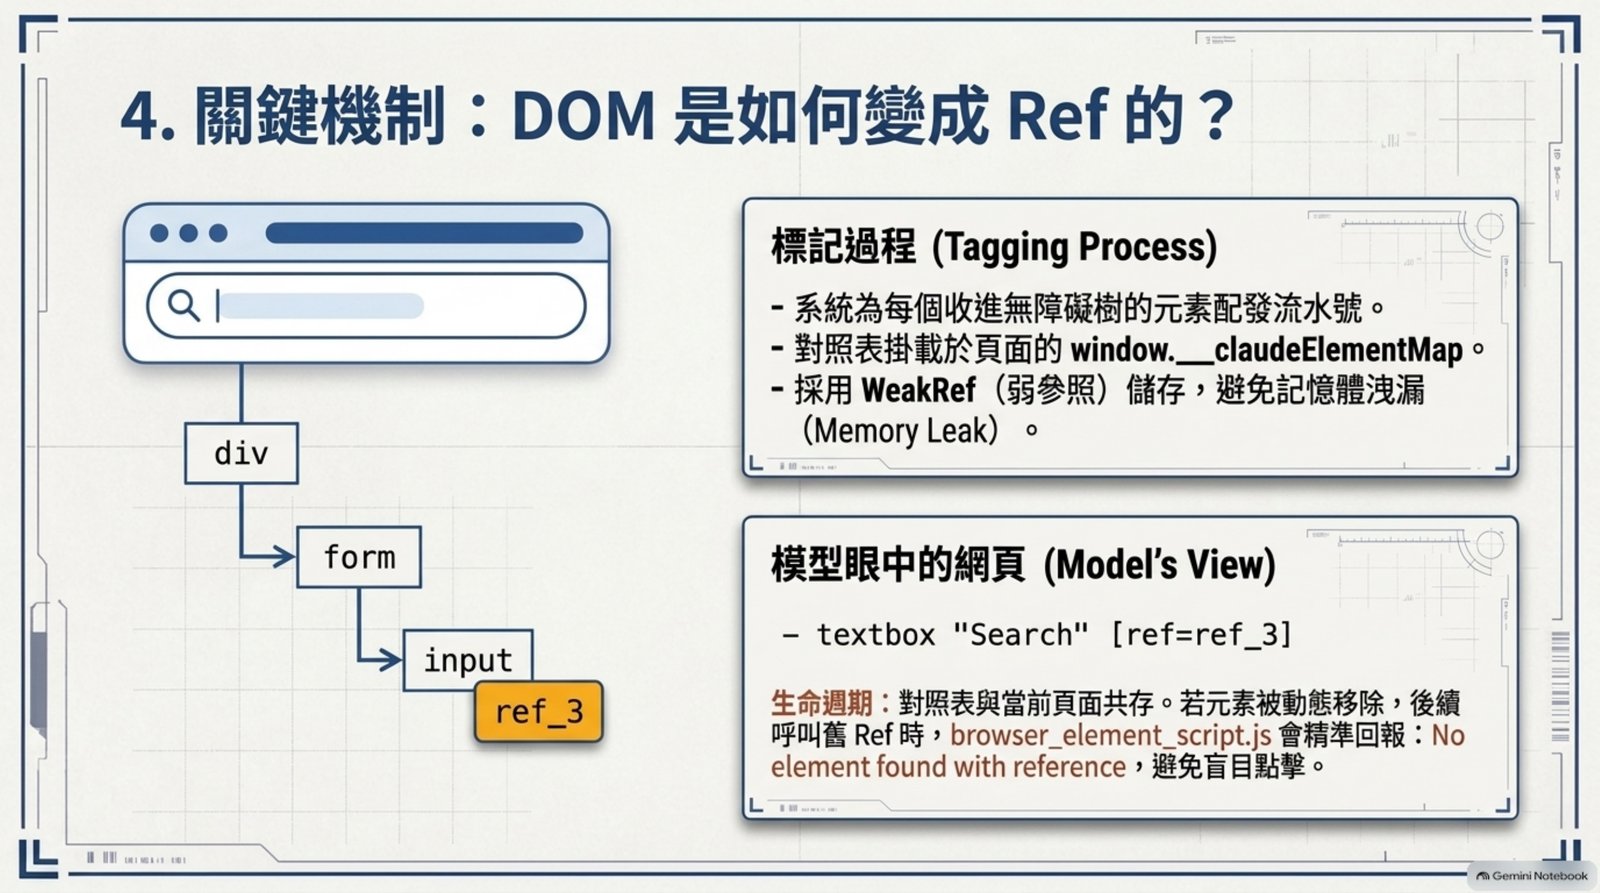 4. 關鍵機制：DOM 是如何變成 Ref 的？
div
form
input
ref_3
標記過程 (Tagging Process)
- 系統為每個收進無障礙樹的元素配發流水號。
- 對照表掛載於頁面的 window.__claudeElementMap。
- 採用 WeakRef（弱參照）儲存，避免記憶體洩漏
（Memory Leak）。
模型眼中的網頁 (Model's View)
– textbox "Search" [ref=ref_3]
生命週期：對照表與當前頁面共存。若元素被動態移除，後續
呼叫舊 Ref 時，browser_element_script.js 會精準回報：No
element found with reference，避免盲目點擊。
Gemini Notebook